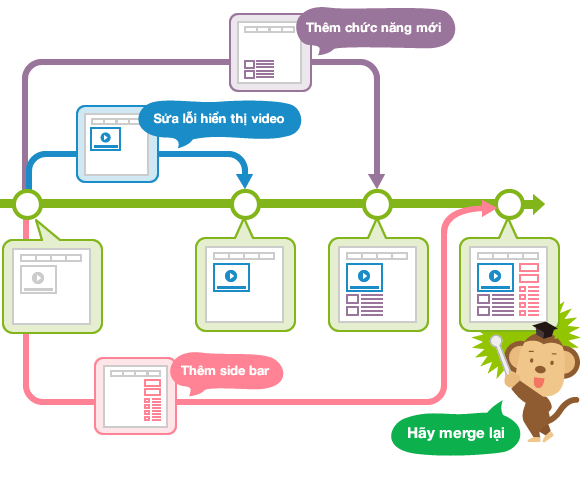 Thêm chức năng mới
Sửa lỗi hiển thị video
Thêm side bar
Hãy merge lại